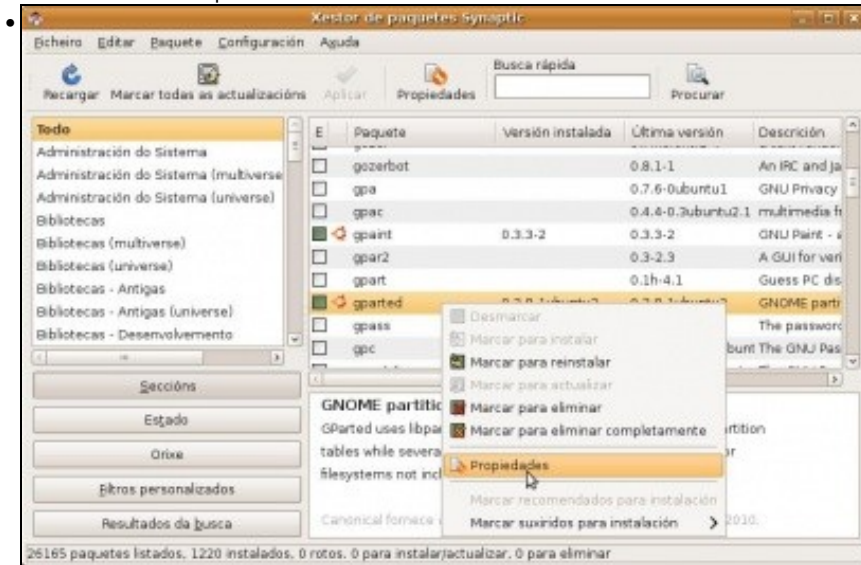 Xestor de paquetes Synaptic
Ficheiro Editar Paquete Configuración Axuda
Busca rápida
Recargar Marcar todas as actualizacións Aplicar Propiedades Procurar
Todo
Administración do Sistema
Administración do Sistema (multiverse
Administración do Sistema (universe)
Bibliotecas
Bibliotecas (multiverse)
Bibliotecas (universe)
Bibliotecas - Antigas
Bibliotecas - Antigas (universe)
Bibliotecas - Desenvolvemento
Seccións
Estado
Orixe
Filtros personalizados
Resultados da busca
E Paquete Versión instalada Última versión Descrición
gozerbot 0.8.1-1 An IRC and Ja
gpa 0.7.6-0ubuntu1 GNU Privacy
gpac 0.4.4-0.3ubuntu2.1 multimedia fr
gpaint 0.3.3-2 0.3.3-2 GNU Paint - a
gpar2 0.3-2.3 A GUI for veri
gpart 0.1h-4.1 Guess PC dis
gparted GNOME parti
gpass The password
gpc bunt The GNU Pas
Desmarcar
Marcar para instalar
Marcar para reinstalar
Marcar para actualizar
Marcar para eliminar
Marcar para eliminar completamente
Propiedades
Marcar recomendados para instalación
Marcar suxiridos para instalación
GNOME partitic
GParted uses libpa rtition
tables while severa or
filesystems not incl
Canonical fornece 2010.
26165 paquetes listados, 1220 instalados, 0 rotos. 0 para instalar/actualizar, 0 para eliminar